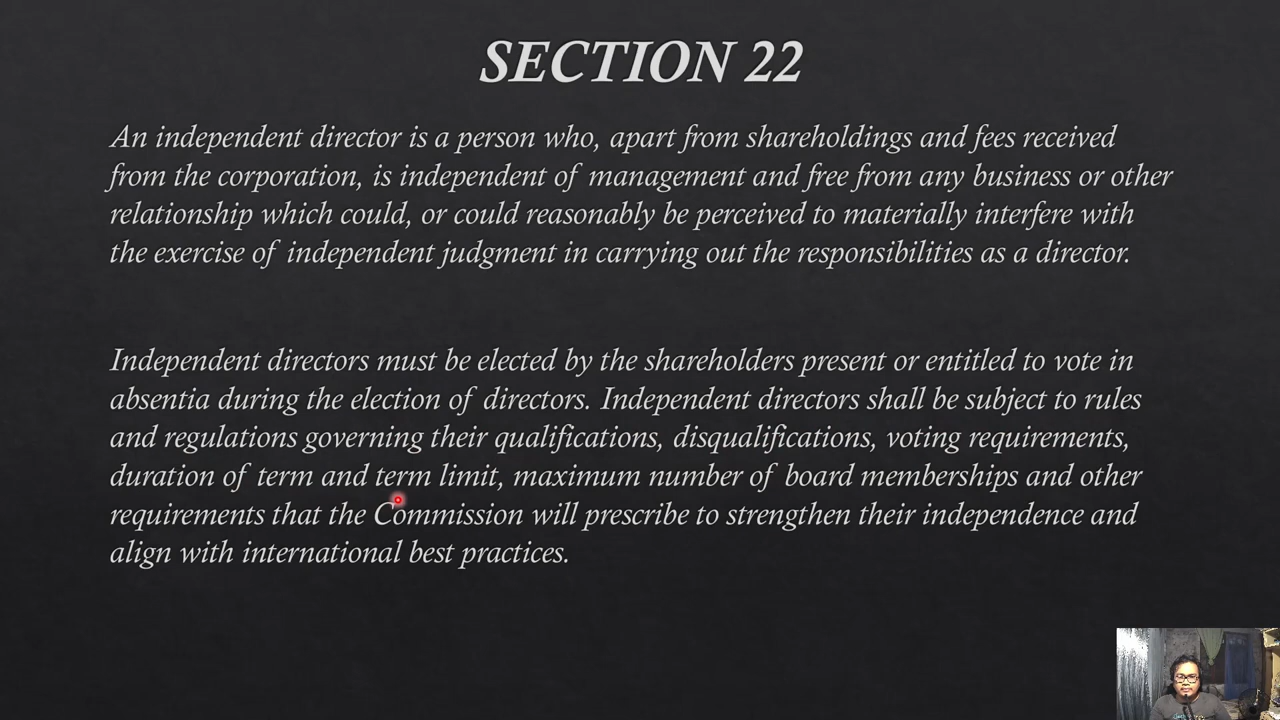 SECTION 22
An independent director is a person who, apart from shareholdings and fees received
from the corporation, is independent of management and free from any business or other
relationship which could, or could reasonably be perceived to materially interfere with
the exercise of independent judgment in carrying out the responsibilities as a director.
Independent directors must be elected by the shareholders present or entitled to vote in
absentia during the election of directors. Independent directors shall be subject to rules
and regulations governing their qualifications, disqualifications, voting requirements,
duration of term and term limit, maximum number of board memberships and other
requirements that the Commission will prescribe to strengthen their independence and
align with international best practices.